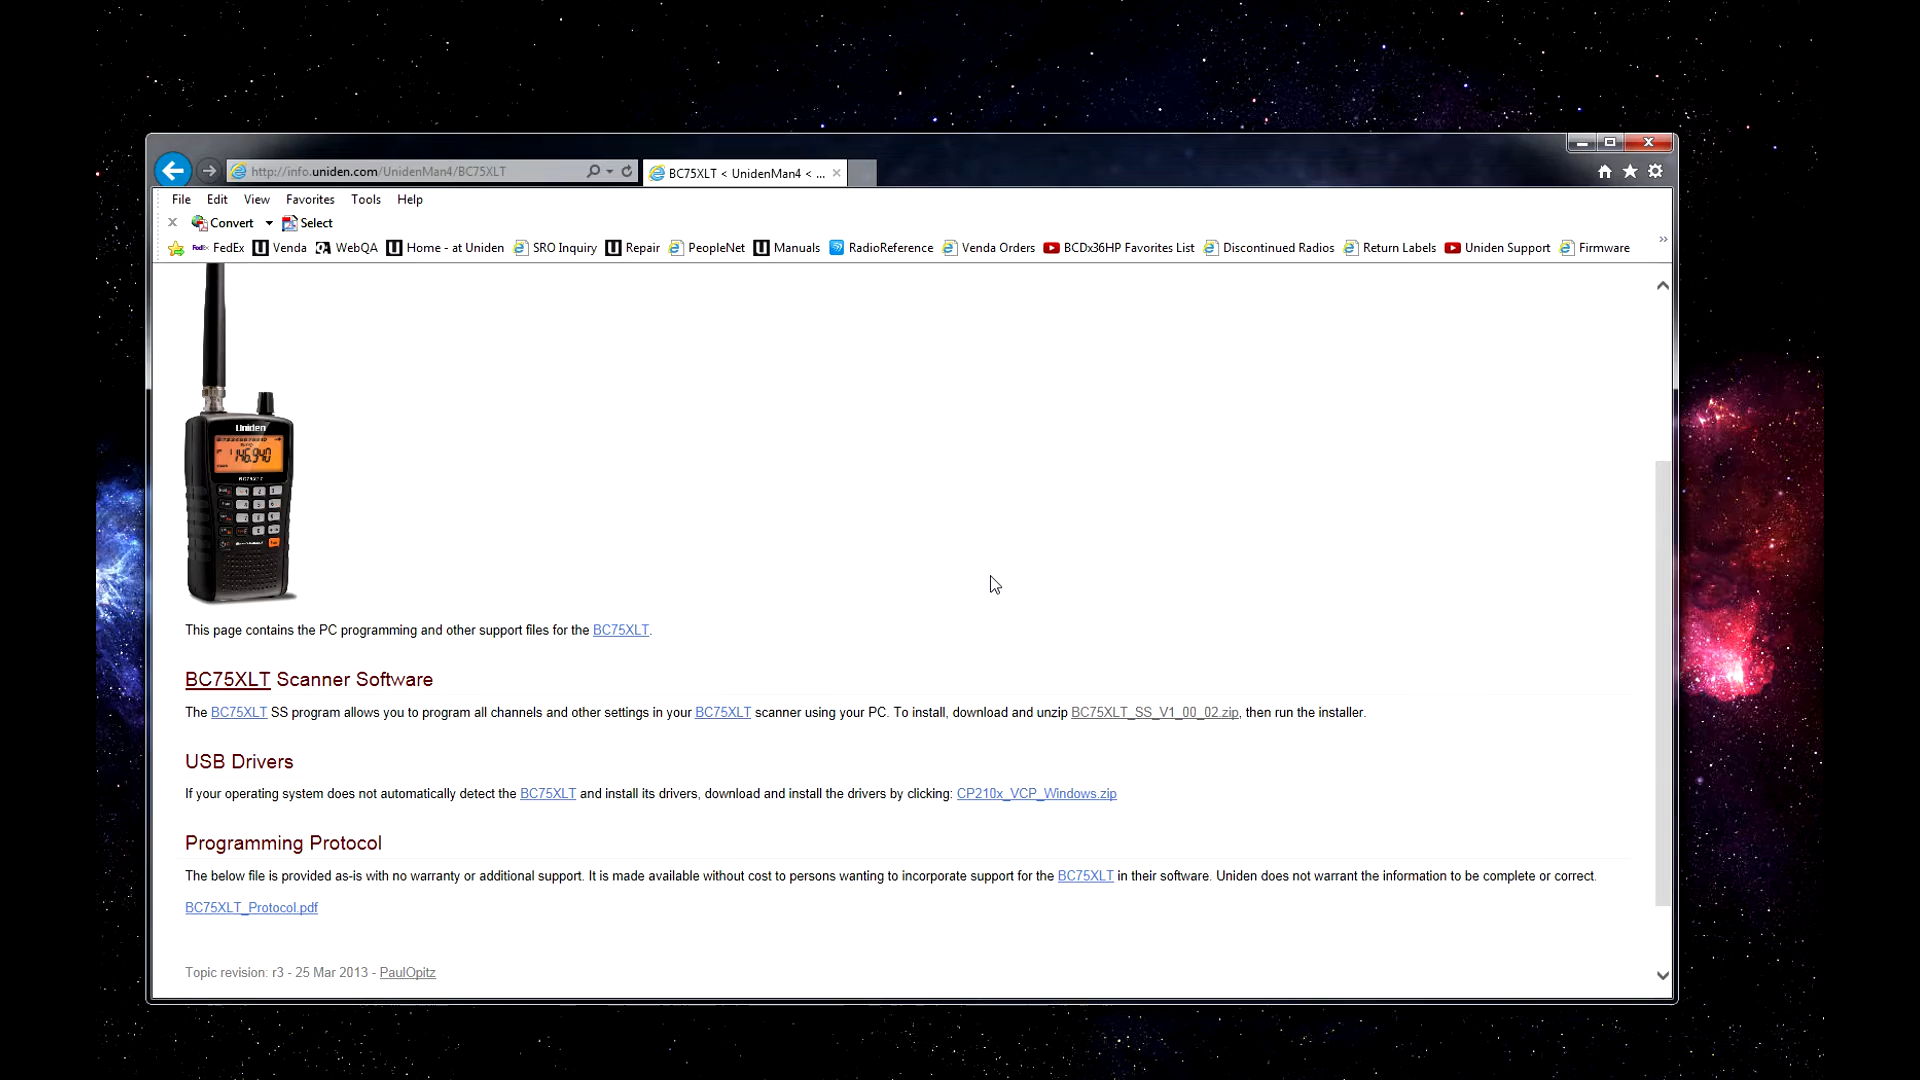 http://info.uniden.com/UnidenMan4/BC75XLT
BC75XLT < UnidenMan4 < ...
File Edit View Favorites Tools Help
Convert Select
FedEx Venda WebQA Home - at Uniden SRO Inquiry Repair PeopleNet Manuals RadioReference Venda Orders BCDx36HP Favorites List Discontinued Radios Return Labels Uniden Support Firmware
Uniden
146.940
BC75XLT
This page contains the PC programming and other support files for the BC75XLT.
BC75XLT Scanner Software
The BC75XLT SS program allows you to program all channels and other settings in your BC75XLT scanner using your PC. To install, download and unzip BC75XLT_SS_V1_00_02.zip, then run the installer.
USB Drivers
If your operating system does not automatically detect the BC75XLT and install its drivers, download and install the drivers by clicking: CP210x_VCP_Windows.zip
Programming Protocol
The below file is provided as-is with no warranty or additional support. It is made available without cost to persons wanting to incorporate support for the BC75XLT in their software. Uniden does not warrant the information to be complete or correct.
BC75XLT_Protocol.pdf
Topic revision: r3 - 25 Mar 2013 - PaulOpitz